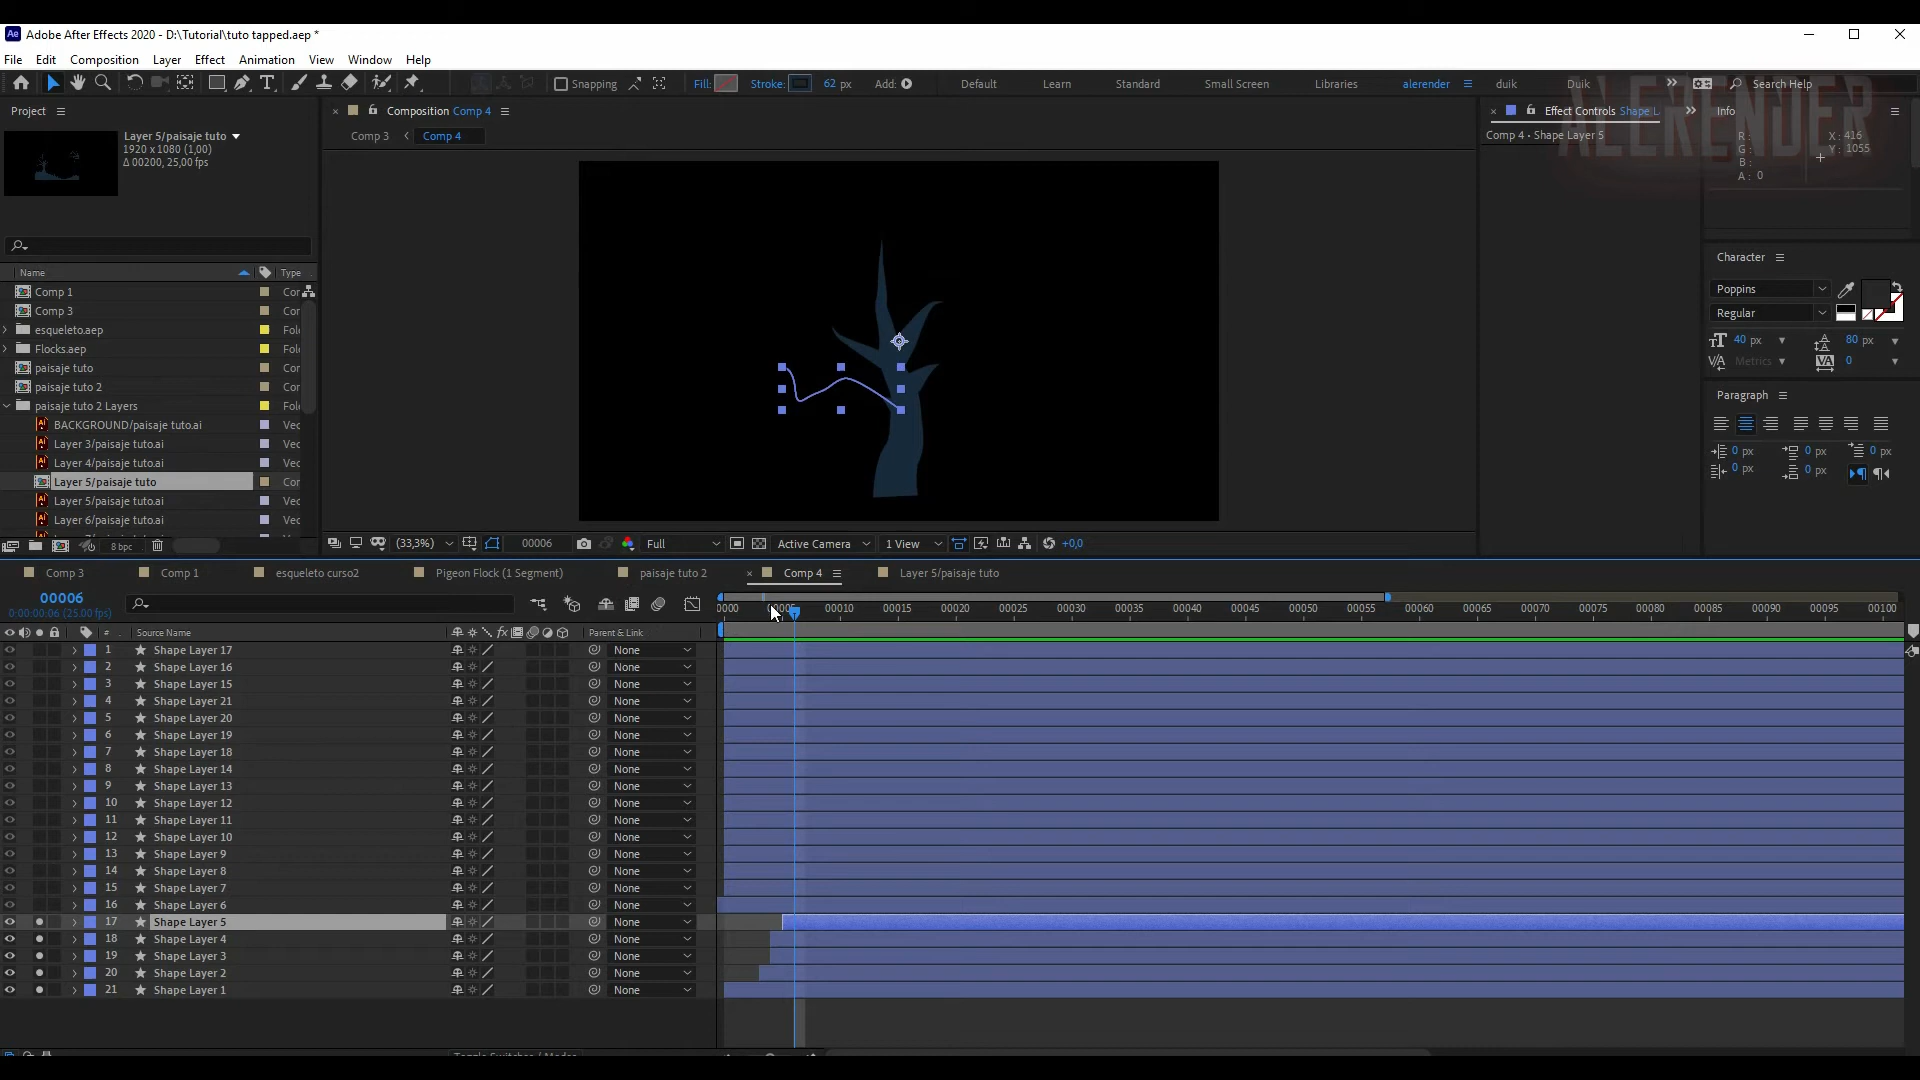 Adobe After Effects 2020 - D:\Tutorial\tuto tapped.aep *
File Edit Composition Layer Effect Animation View Window Help
Snapping Fill: Stroke: 62 px Add: Default Learn Standard Small Screen Libraries alerender duik Duik Search Help
ALERENDER
Project
Layer 5/paisaje tuto
1920 x 1080 (1,00)
Δ 00200, 25,00 fps
Name Type
Comp 1 Cor
Comp 3 Cor
esqueleto.aep Fol
Flocks.aep Fol
paisaje tuto Cor
paisaje tuto 2 Cor
paisaje tuto 2 Layers Fol
BACKGROUND/paisaje tuto.ai Vec
Layer 3/paisaje tuto.ai Vec
Layer 4/paisaje tuto.ai Vec
Layer 5/paisaje tuto Cor
Layer 5/paisaje tuto.ai Vec
Layer 6/paisaje tuto.ai Vec
8 bpc
Composition Comp 4
Comp 3 Comp 4
(33,3%) 00006 Full Active Camera 1 View +0,0
Effect Controls Shape L
Comp 4 • Shape Layer 5
Info
R: X: 416
G: Y: 1055
B:
A: 0
Character
Poppins
Regular
40 px 80 px
Metrics 0
Paragraph
0 px 0 px 0 px
0 px 0 px
Comp 3 Comp 1 esqueleto curso2 Pigeon Flock (1 Segment) paisaje tuto 2 Comp 4 Layer 5/paisaje tuto
00006
0:00:00:06 (25.00 fps)
0000 00005 00010 00015 00020 00025 00030 00035 00040 00045 00050 00055 00060 00065 00070 00075 00080 00085 00090 00095 00100
# Source Name Parent & Link
1 Shape Layer 17 None
2 Shape Layer 16 None
3 Shape Layer 15 None
4 Shape Layer 21 None
5 Shape Layer 20 None
6 Shape Layer 19 None
7 Shape Layer 18 None
8 Shape Layer 14 None
9 Shape Layer 13 None
10 Shape Layer 12 None
11 Shape Layer 11 None
12 Shape Layer 10 None
13 Shape Layer 9 None
14 Shape Layer 8 None
15 Shape Layer 7 None
16 Shape Layer 6 None
17 Shape Layer 5 None
18 Shape Layer 4 None
19 Shape Layer 3 None
20 Shape Layer 2 None
21 Shape Layer 1 None
Toggle Switches / Modes